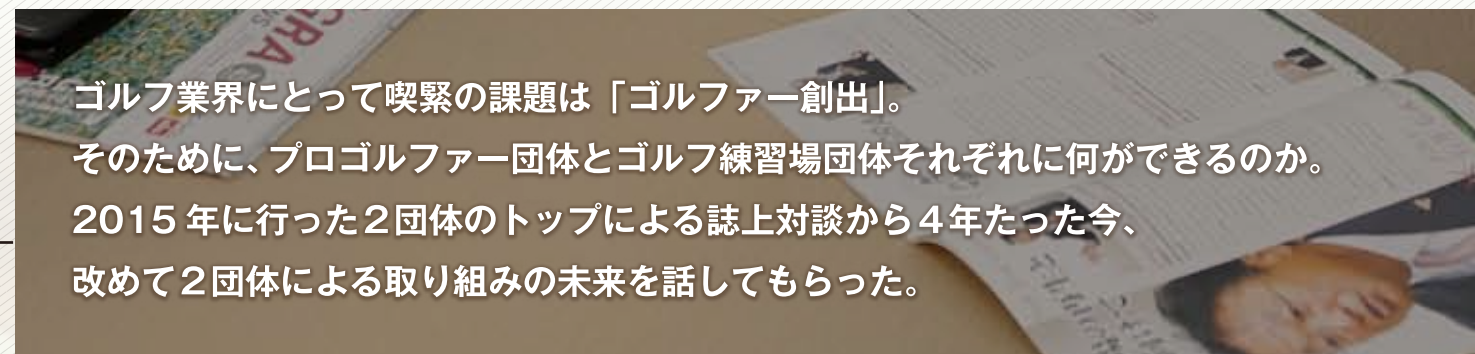 GRA
ゴルフ業界にとって喫緊の課題は「ゴルファー創出」。
そのために、プロゴルファー団体とゴルフ練習場団体それぞれに何ができるのか。
2015 年に行った２団体のトップによる誌上対談から４年たった今、
改めて２団体による取り組みの未来を話してもらった。